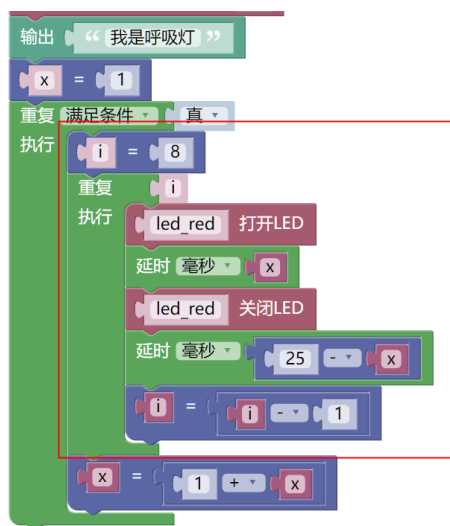 输出 “ 我是呼吸灯 ”
x = 1
重复 满足条件 真
执行 i = 8
重复 i
执行 led_red 打开LED
延时 毫秒 x
led_red 关闭LED
延时 毫秒 25 - x
i = i - 1
x = 1 + x